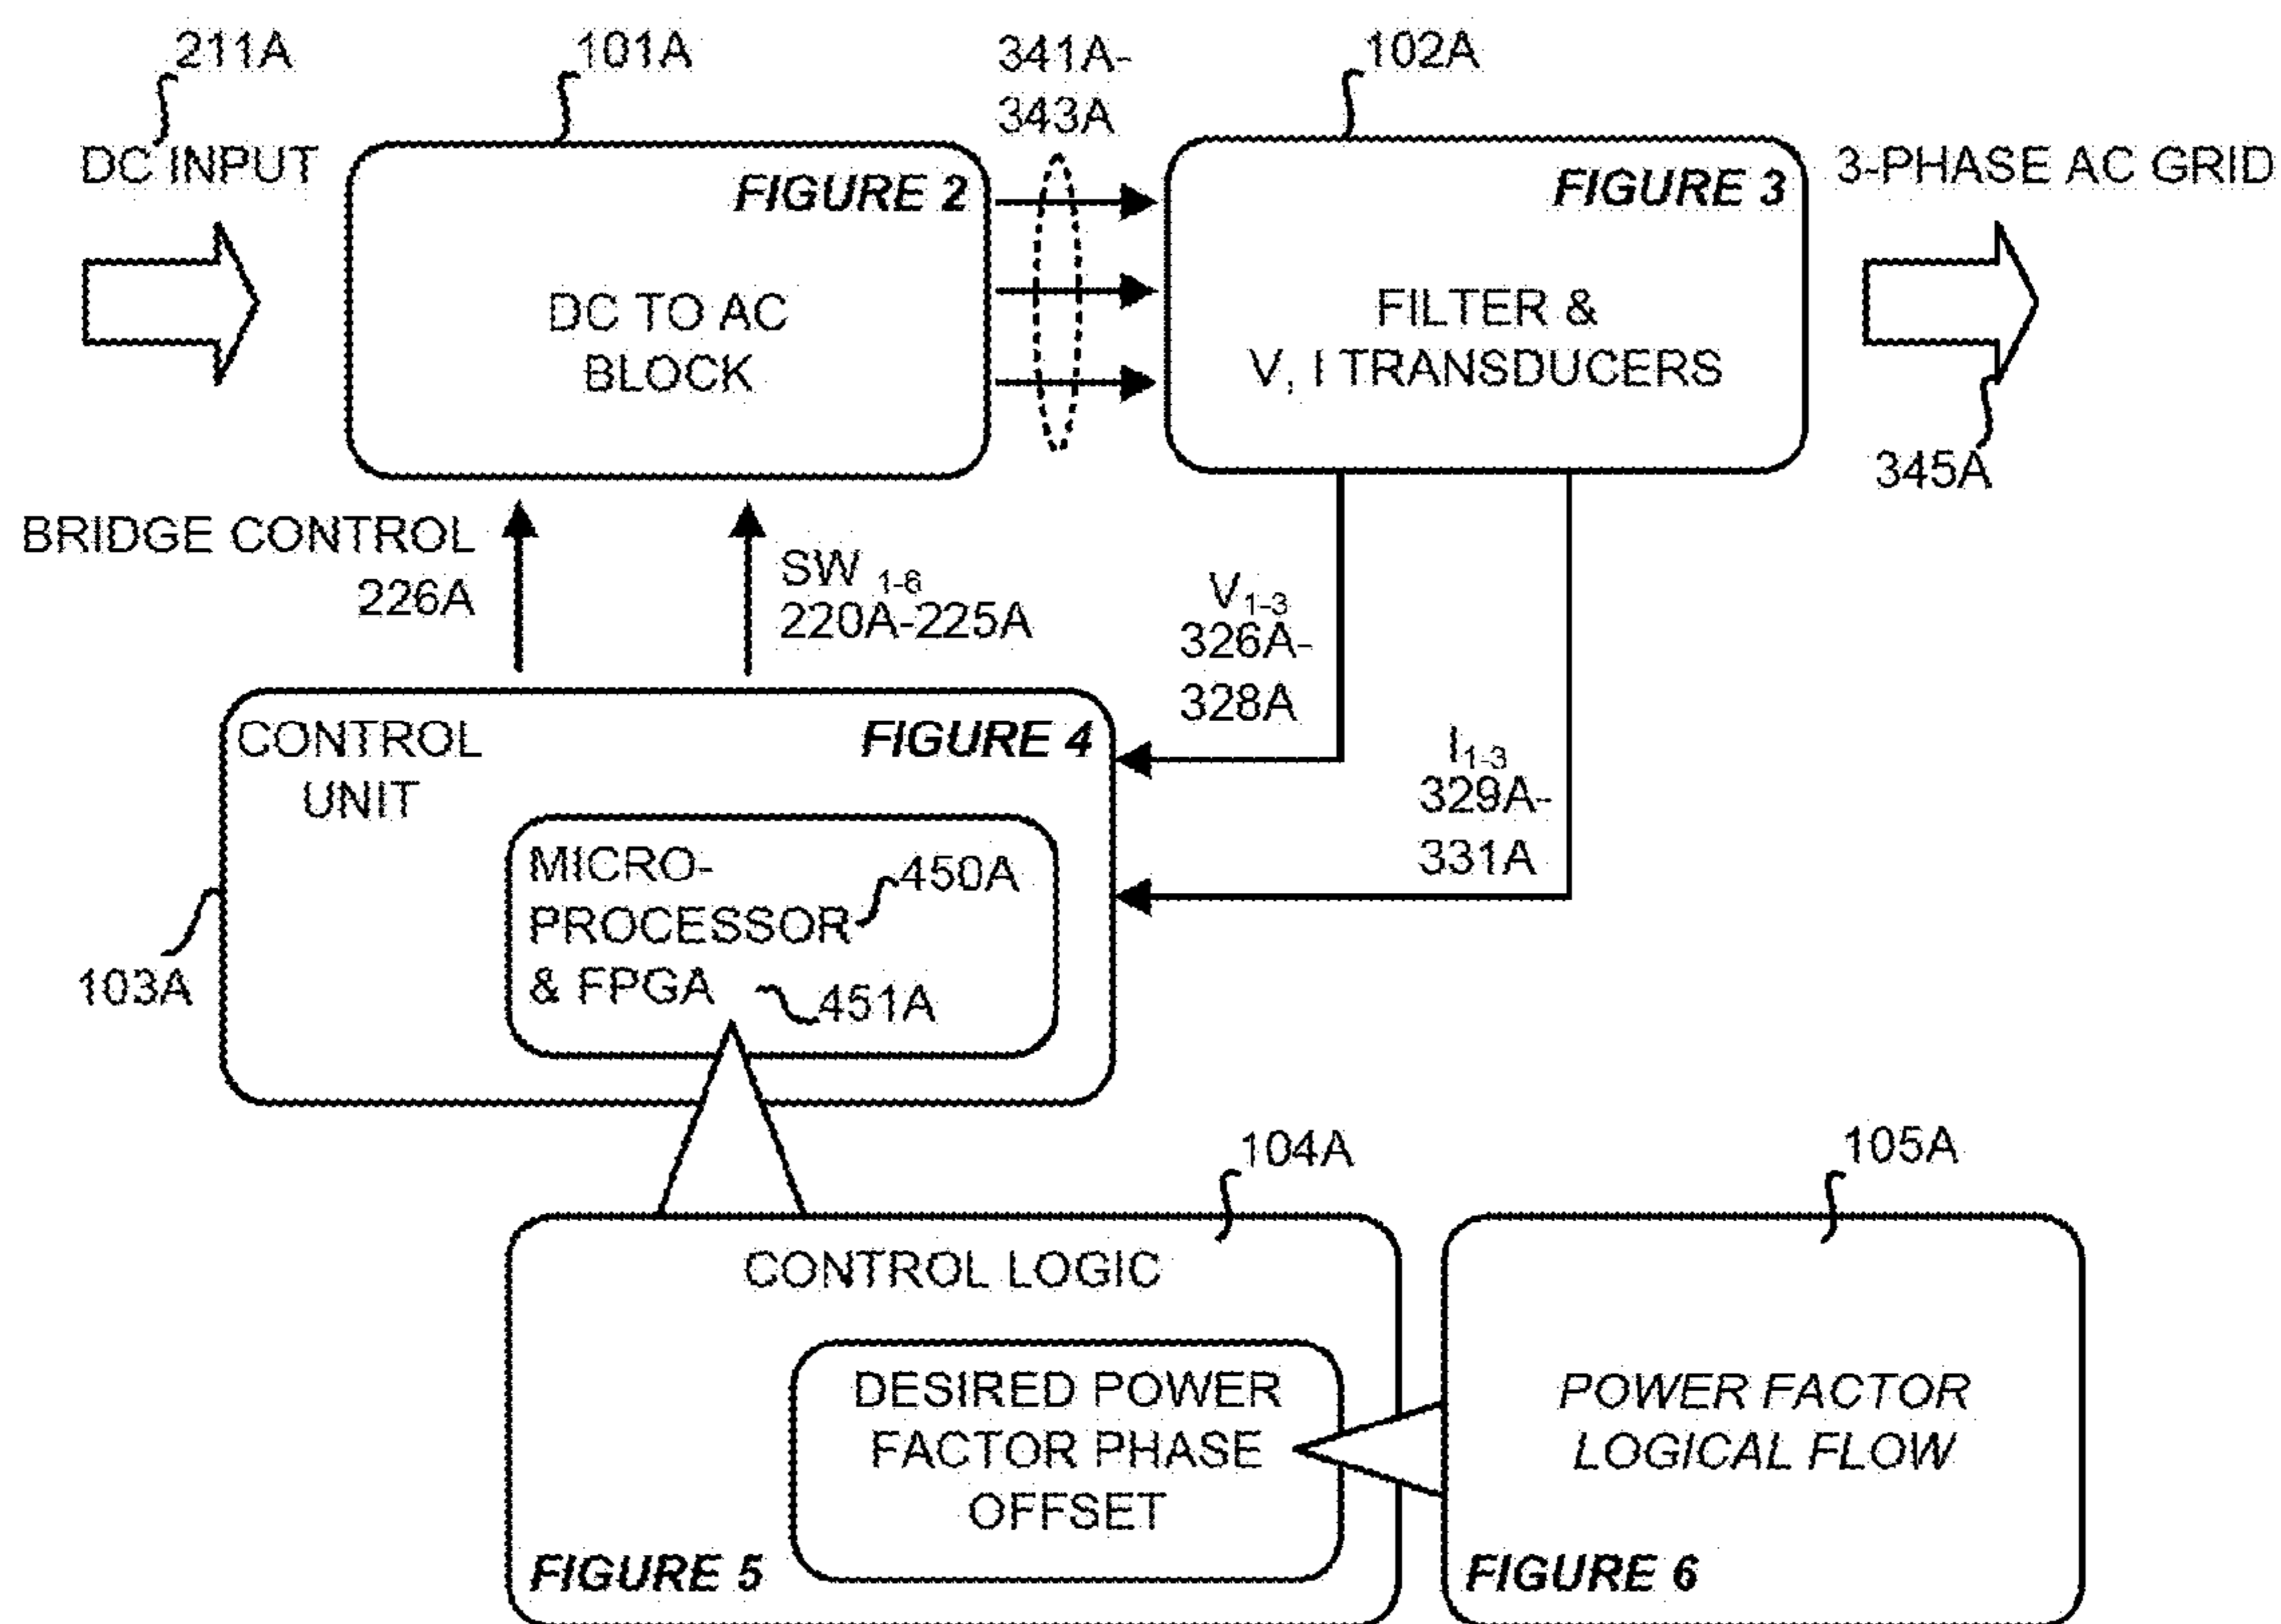 211A
101A
341A-
343A
102A
DC INPUT
FIGURE 2
FIGURE 3
3-PHASE AC GRID
DC TO AC
BLOCK
FILTER &
V, I TRANSDUCERS
345A
BRIDGE CONTROL
226A
SW 1-6
220A-225A
V1-3
326A-
328A
I1-3
329A-
331A
CONTROL
UNIT
FIGURE 4
MICRO-
PROCESSOR
& FPGA
450A
451A
103A
104A
105A
CONTROL LOGIC
DESIRED POWER
FACTOR PHASE
OFFSET
FIGURE 5
POWER FACTOR
LOGICAL FLOW
FIGURE 6